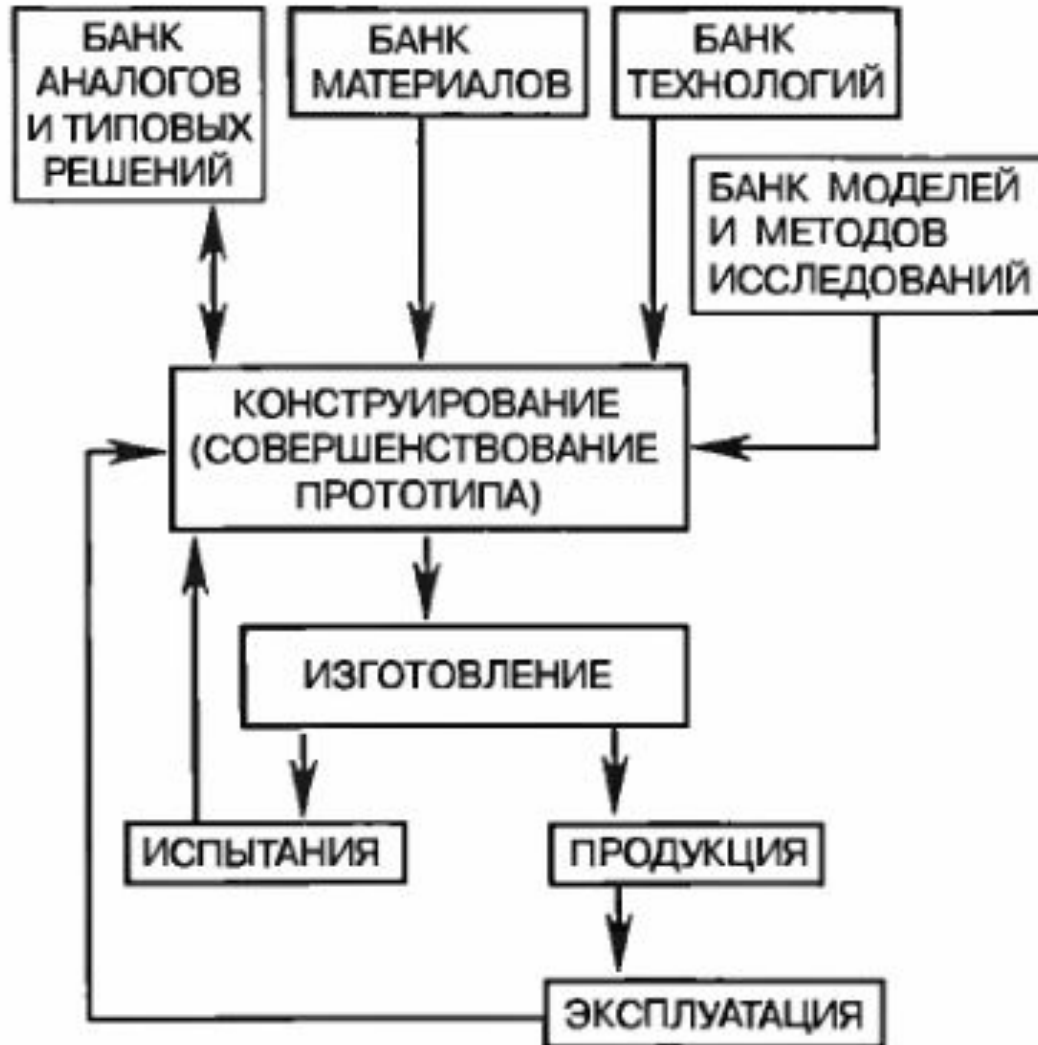 БАНК
АНАЛОГОВ
И ТИПОВЫХ
РЕШЕНИЙ
БАНК
МАТЕРИАЛОВ
БАНК
ТЕХНОЛОГИЙ
БАНК МОДЕЛЕЙ
И МЕТОДОВ
ИССЛЕДОВАНИЙ
КОНСТРУИРОВАНИЕ
(СОВЕРШЕНСТВОВАНИЕ
ПРОТОТИПА)
ИЗГОТОВЛЕНИЕ
ИСПЫТАНИЯ
ПРОДУКЦИЯ
ЭКСПЛУАТАЦИЯ